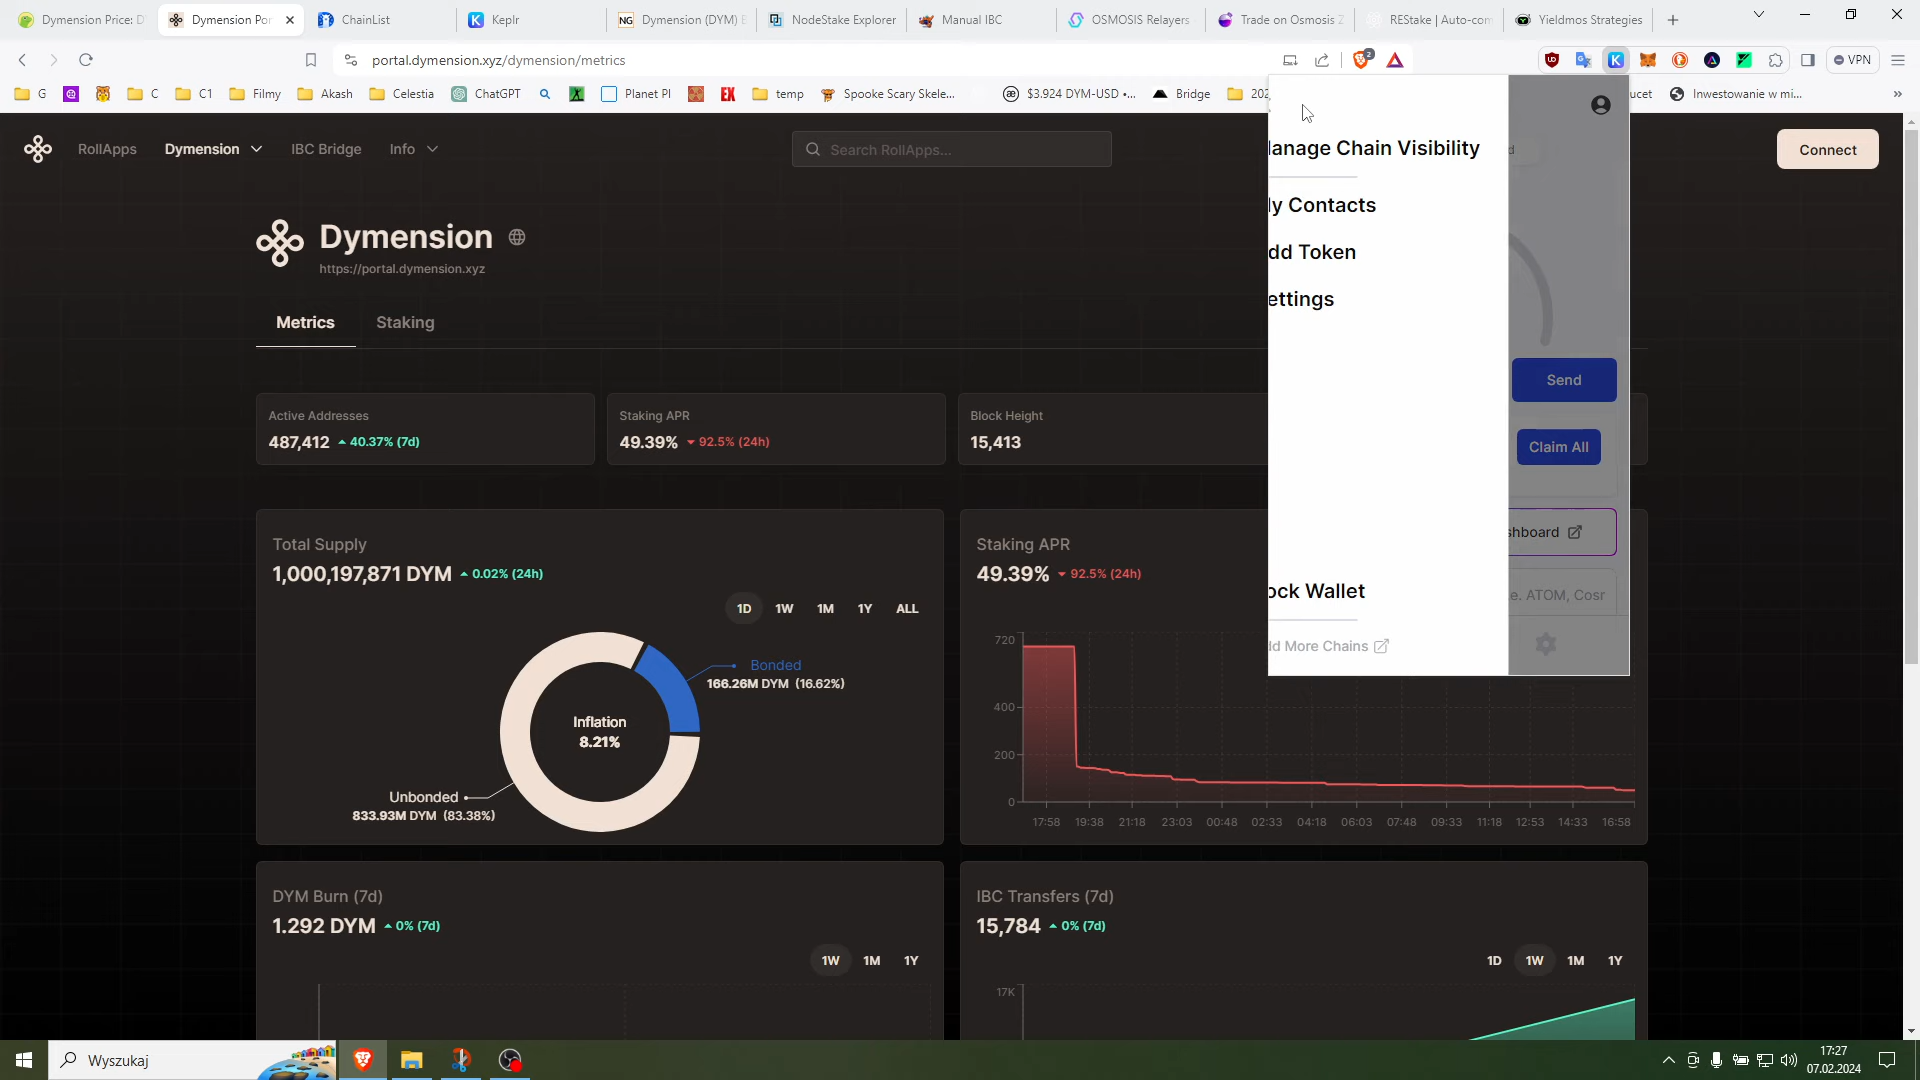 Dymension Price: D
Dymension Por
ChainList
Keplr
Dymension (DYM) E
NodeStake Explorer
Manual IBC
OSMOSIS Relayers
Trade on Osmosis Z
REStake | Auto-com
Yieldmos Strategies
portal.dymension.xyz/dymension/metrics
2
VPN
G
C
C1
Filmy
Akash
Celestia
ChatGPT
Planet PI
EX
temp
Spooke Scary Skele...
$3.924 DYM-USD •...
Bridge
202
ucet
Inwestowanie w mi...
»
RollApps
Dymension
IBC Bridge
Info
Search RollApps...
Connect
Dymension
https://portal.dymension.xyz
Metrics
Staking
Active Addresses
487,412 40.37% (7d)
Staking APR
49.39% 92.5% (24h)
Block Height
15,413
Total Supply
1,000,197,871 DYM 0.02% (24h)
1D 1W 1M 1Y ALL
Bonded
166.26M DYM (16.62%)
Inflation
8.21%
Unbonded
833.93M DYM (83.38%)
Staking APR
49.39% 92.5% (24h)
720
400
200
0
17:58 19:38 21:18 23:03 00:48 02:33 04:18 06:03 07:48 09:33 11:18 12:53 14:33 16:58
DYM Burn (7d)
1.292 DYM 0% (7d)
1W 1M 1Y
IBC Transfers (7d)
15,784 0% (7d)
1D 1W 1M 1Y
17K
anage Chain Visibility
y Contacts
dd Token
ettings
ock Wallet
d More Chains
d
Send
Claim All
shboard
.e. ATOM, Cosr
Wyszukaj
17:27
07.02.2024